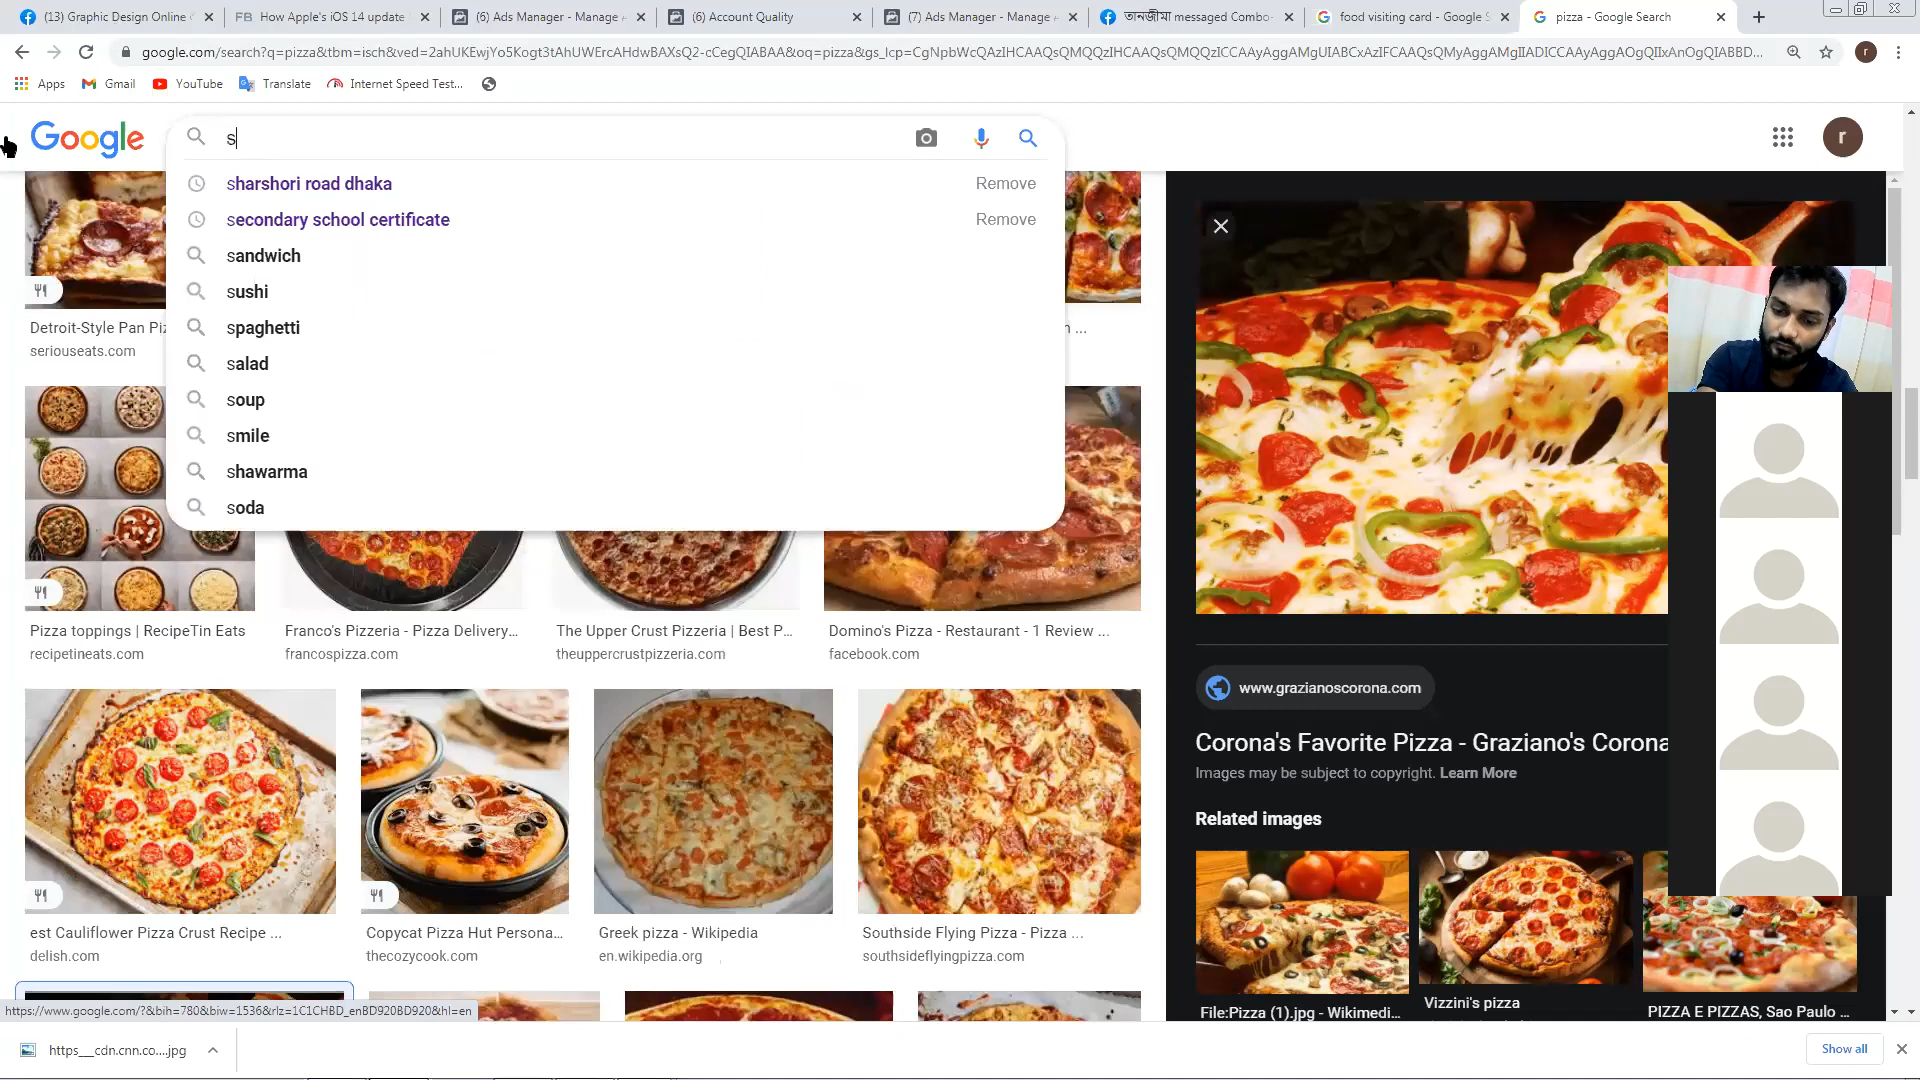 (13) Graphic Design Online
How Apple's iOS 14 update
(6) Ads Manager - Manage
(6) Account Quality
(7) Ads Manager - Manage
তানজীমা messaged Combo
food visiting card - Google S
pizza - Google Search
google.com/search?q=pizza&tbm=isch&ved=2ahUKEwjYo5Kogt3tAhUWErcAHdwBAXsQ2-cCegQIABAA&oq=pizza&gs_lcp=CgNpbWcQAzIHCAAQsQMQQzIHCAAQsQMQQzICCAAyAggAMgUIABCxAzIFCAAQsQMyAggAMgIIADICCAAyAggAOgQIIxAnOgQIABBD...
r
Apps
Gmail
YouTube
Translate
Internet Speed Test...
Google
s
r
sharshori road dhaka
Remove
secondary school certificate
Remove
sandwich
sushi
spaghetti
salad
soup
smile
shawarma
soda
Detroit-Style Pan Piz
seriouseats.com
Pizza toppings | RecipeTin Eats
recipetineats.com
Franco's Pizzeria - Pizza Delivery...
francospizza.com
The Upper Crust Pizzeria | Best P...
theuppercrustpizzeria.com
Domino's Pizza - Restaurant - 1 Review ...
facebook.com
est Cauliflower Pizza Crust Recipe ...
delish.com
Copycat Pizza Hut Persona...
thecozycook.com
Greek pizza - Wikipedia
en.wikipedia.org
Southside Flying Pizza - Pizza ...
southsideflyingpizza.com
www.grazianoscorona.com
Corona's Favorite Pizza - Graziano's Corona
Images may be subject to copyright. Learn More
Related images
File:Pizza (1).jpg - Wikimedi...
Vizzini's pizza
PIZZA E PIZZAS, Sao Paulo ...
https://www.google.com/?&bih=780&biw=1536&rlz=1C1CHBD_enBD920BD920&hl=en
https___cdn.cnn.co....jpg
Show all